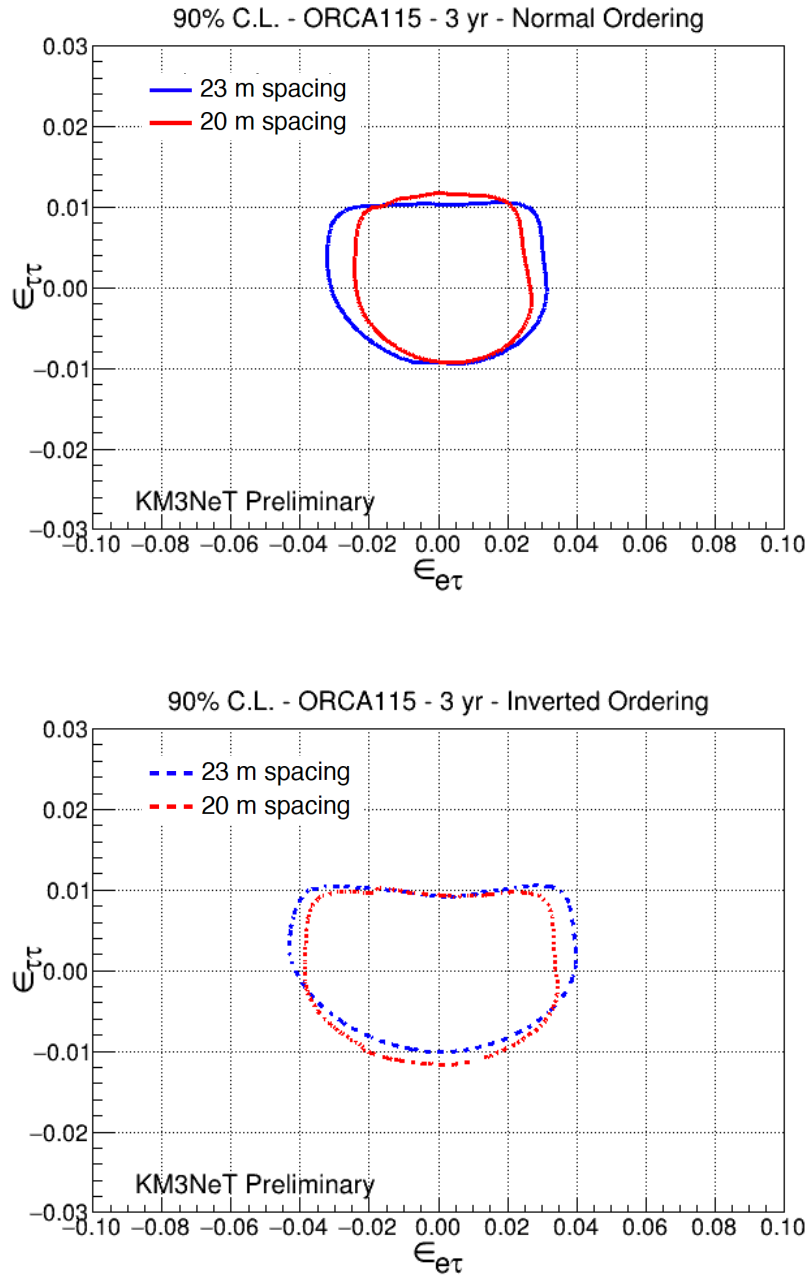 90% C.L. - ORCA115 - 3 yr - Normal Ordering
0.03
23 m spacing
20 m spacing
0.02
0.01
0.00
−0.01
−0.02
−0.03
ϵττ
KM3NeT Preliminary
−0.10 −0.08 −0.06 −0.04 −0.02 0.00 0.02 0.04 0.06 0.08 0.10
ϵeτ
90% C.L. - ORCA115 - 3 yr - Inverted Ordering
0.03
23 m spacing
20 m spacing
0.02
0.01
0.00
−0.01
−0.02
−0.03
ϵττ
KM3NeT Preliminary
−0.10 −0.08 −0.06 −0.04 −0.02 0.00 0.02 0.04 0.06 0.08 0.10
ϵeτ